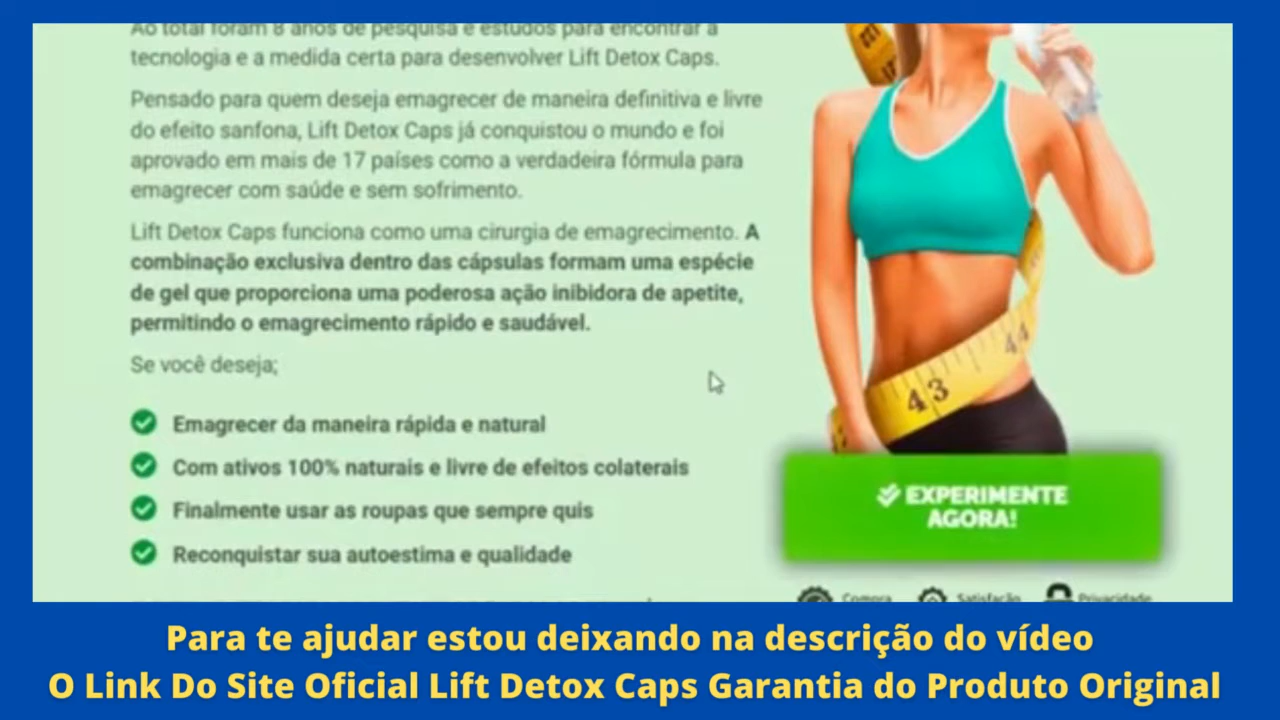 Ao total foram 8 anos de pesquisa e estudos para encontrar a
tecnologia e a medida certa para desenvolver Lift Detox Caps.
Pensado para quem deseja emagrecer de maneira definitiva e livre
do efeito sanfona, Lift Detox Caps já conquistou o mundo e foi
aprovado em mais de 17 países como a verdadeira fórmula para
emagrecer com saúde e sem sofrimento.
Lift Detox Caps funciona como uma cirurgia de emagrecimento. A
combinação exclusiva dentro das cápsulas formam uma espécie
de gel que proporciona uma poderosa ação inibidora de apetite,
permitindo o emagrecimento rápido e saudável.
Se você deseja;
Emagrecer da maneira rápida e natural
Com ativos 100% naturais e livre de efeitos colaterais
Finalmente usar as roupas que sempre quis
Reconquistar sua autoestima e qualidade
43
44
EXPERIMENTE
AGORA!
Compra
Satisfação
Privacidade
Para te ajudar estou deixando na descrição do vídeo
O Link Do Site Oficial Lift Detox Caps Garantia do Produto Original